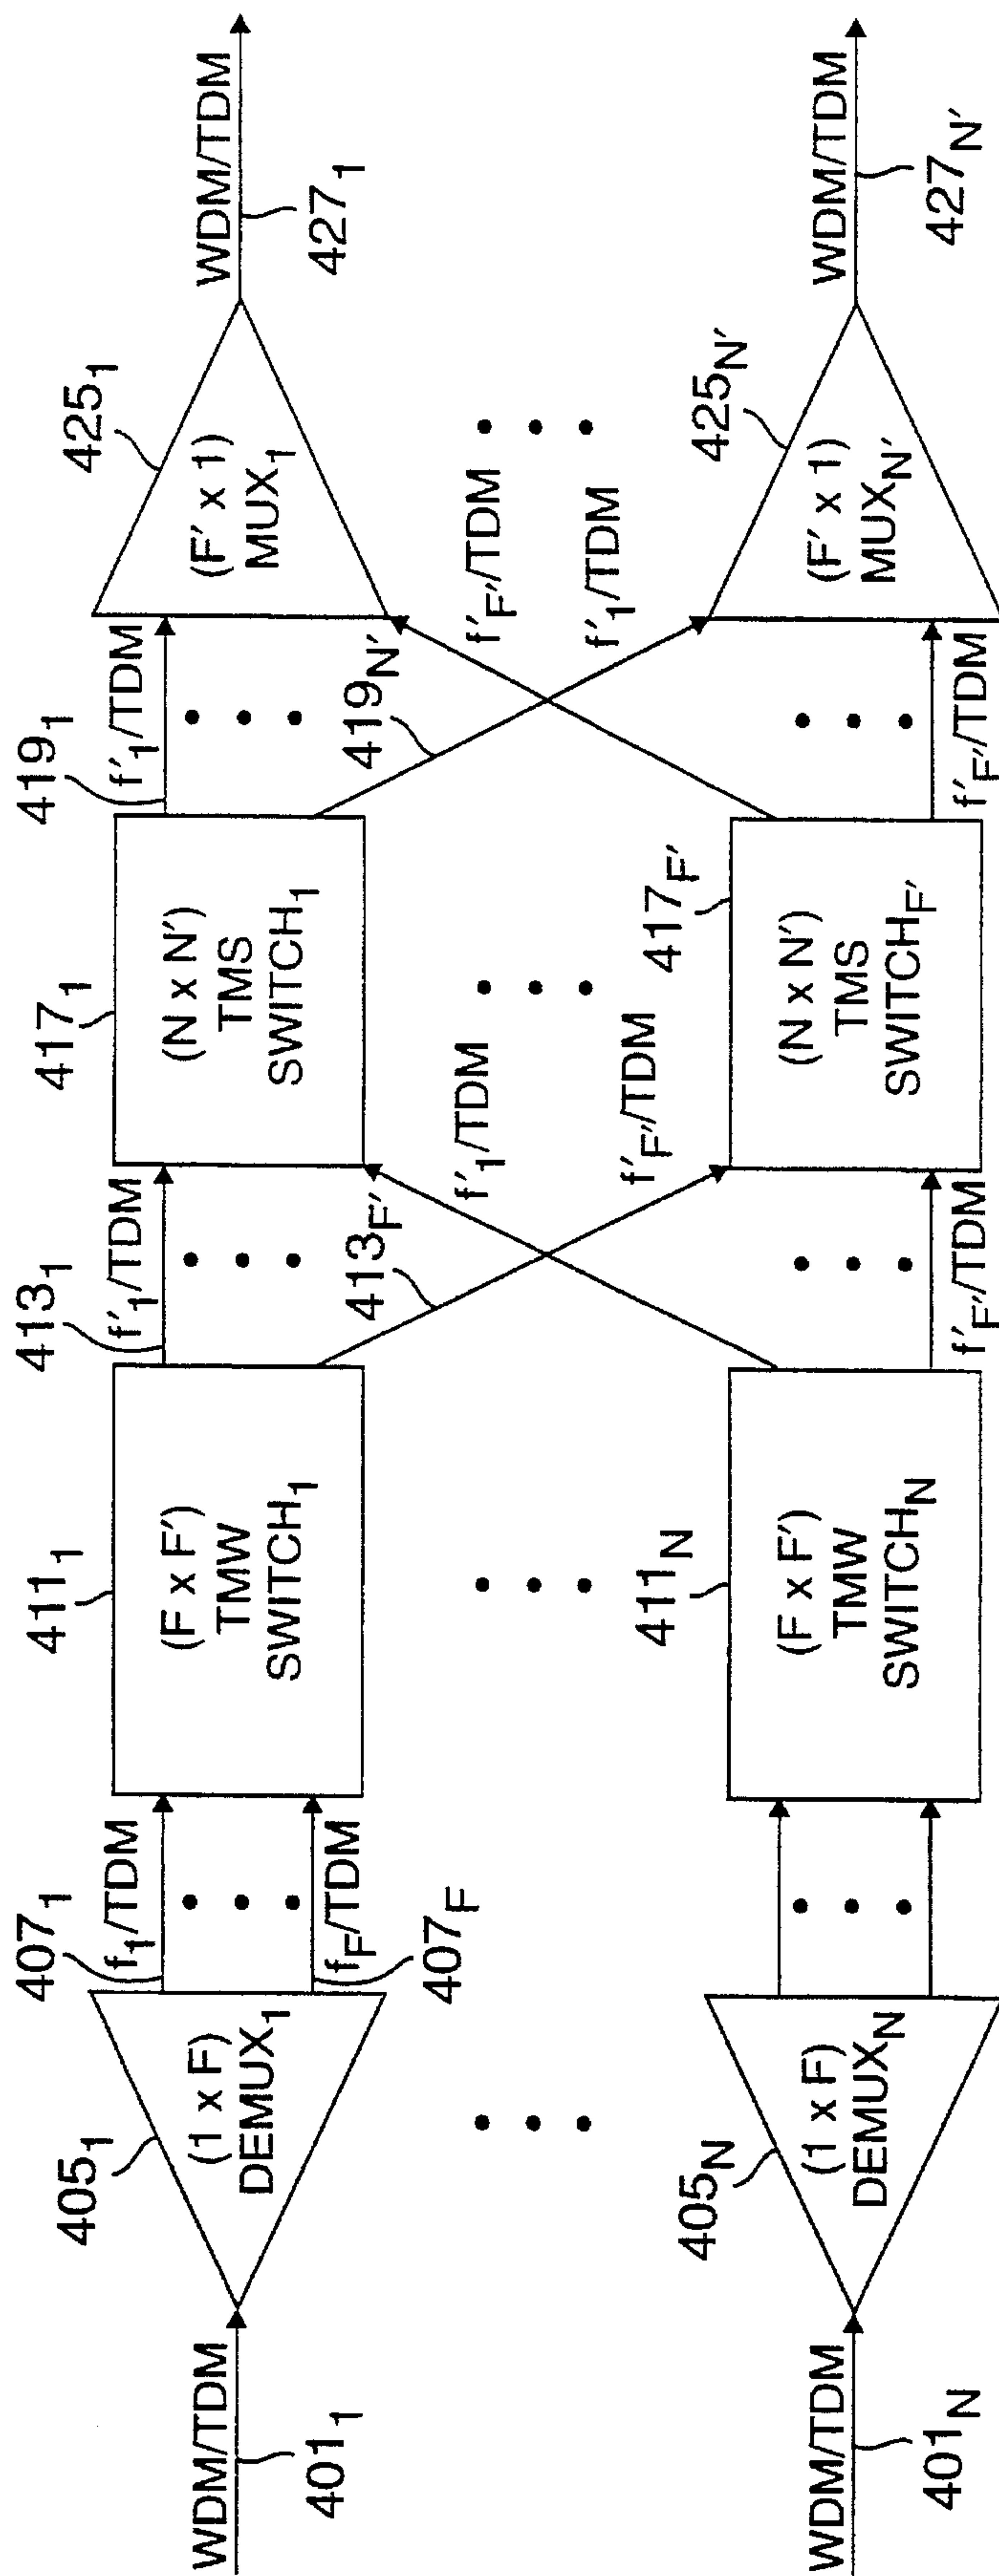 401₁
WDM/TDM
405₁
(1 x F)
DEMUX₁
407₁
f₁/TDM
f_F/TDM
407_F
411₁
(F x F')
TMW
SWITCH₁
413₁
f'₁/TDM
413_F'
417₁
(N x N')
TMS
SWITCH₁
419₁
f'₁/TDM
419_N'
425₁
(F' x 1)
MUX₁
WDM/TDM
427₁
f'₁/TDM
f'_F'/TDM
f'_F'/TDM
f'₁/TDM
WDM/TDM
401_N
405_N
(1 x F)
DEMUX_N
411_N
(F x F')
TMW
SWITCH_N
f'_F'/TDM
417_F'
(N x N')
TMS
SWITCH_F'
f'_F'/TDM
425_N'
(F' x 1)
MUX_N'
WDM/TDM
427_N'